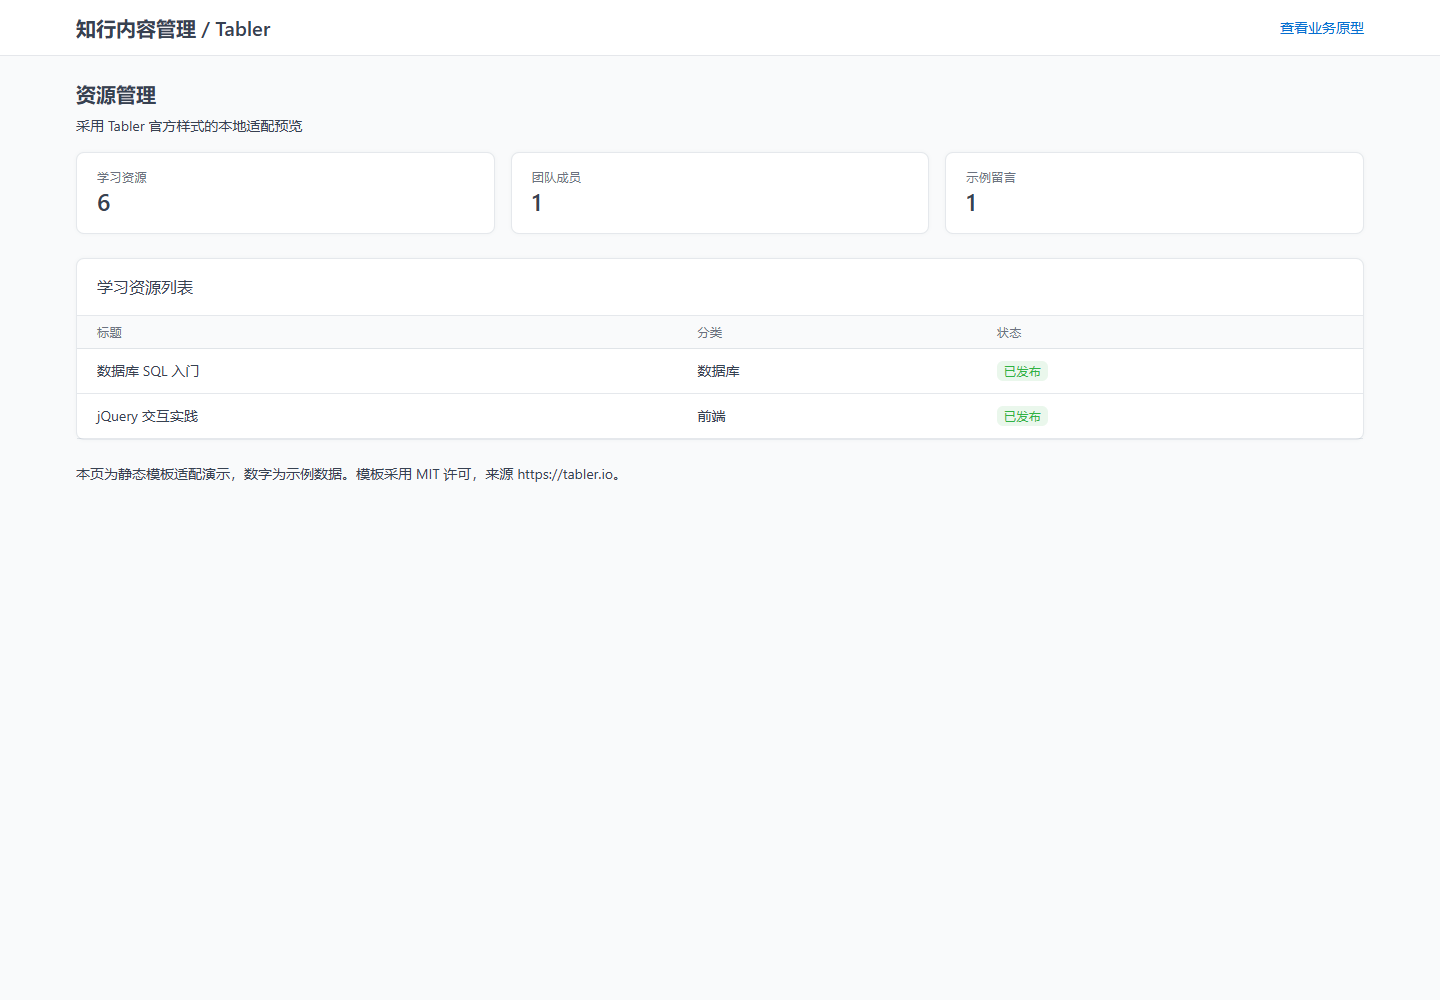 知行内容管理 / Tabler
查看业务原型
资源管理
采用 Tabler 官方样式的本地适配预览
学习资源
6
团队成员
1
示例留言
1
学习资源列表
标题 分类 状态
数据库 SQL 入门 数据库 已发布
jQuery 交互实践 前端 已发布
本页为静态模板适配演示，数字为示例数据。模板采用 MIT 许可，来源 https://tabler.io。